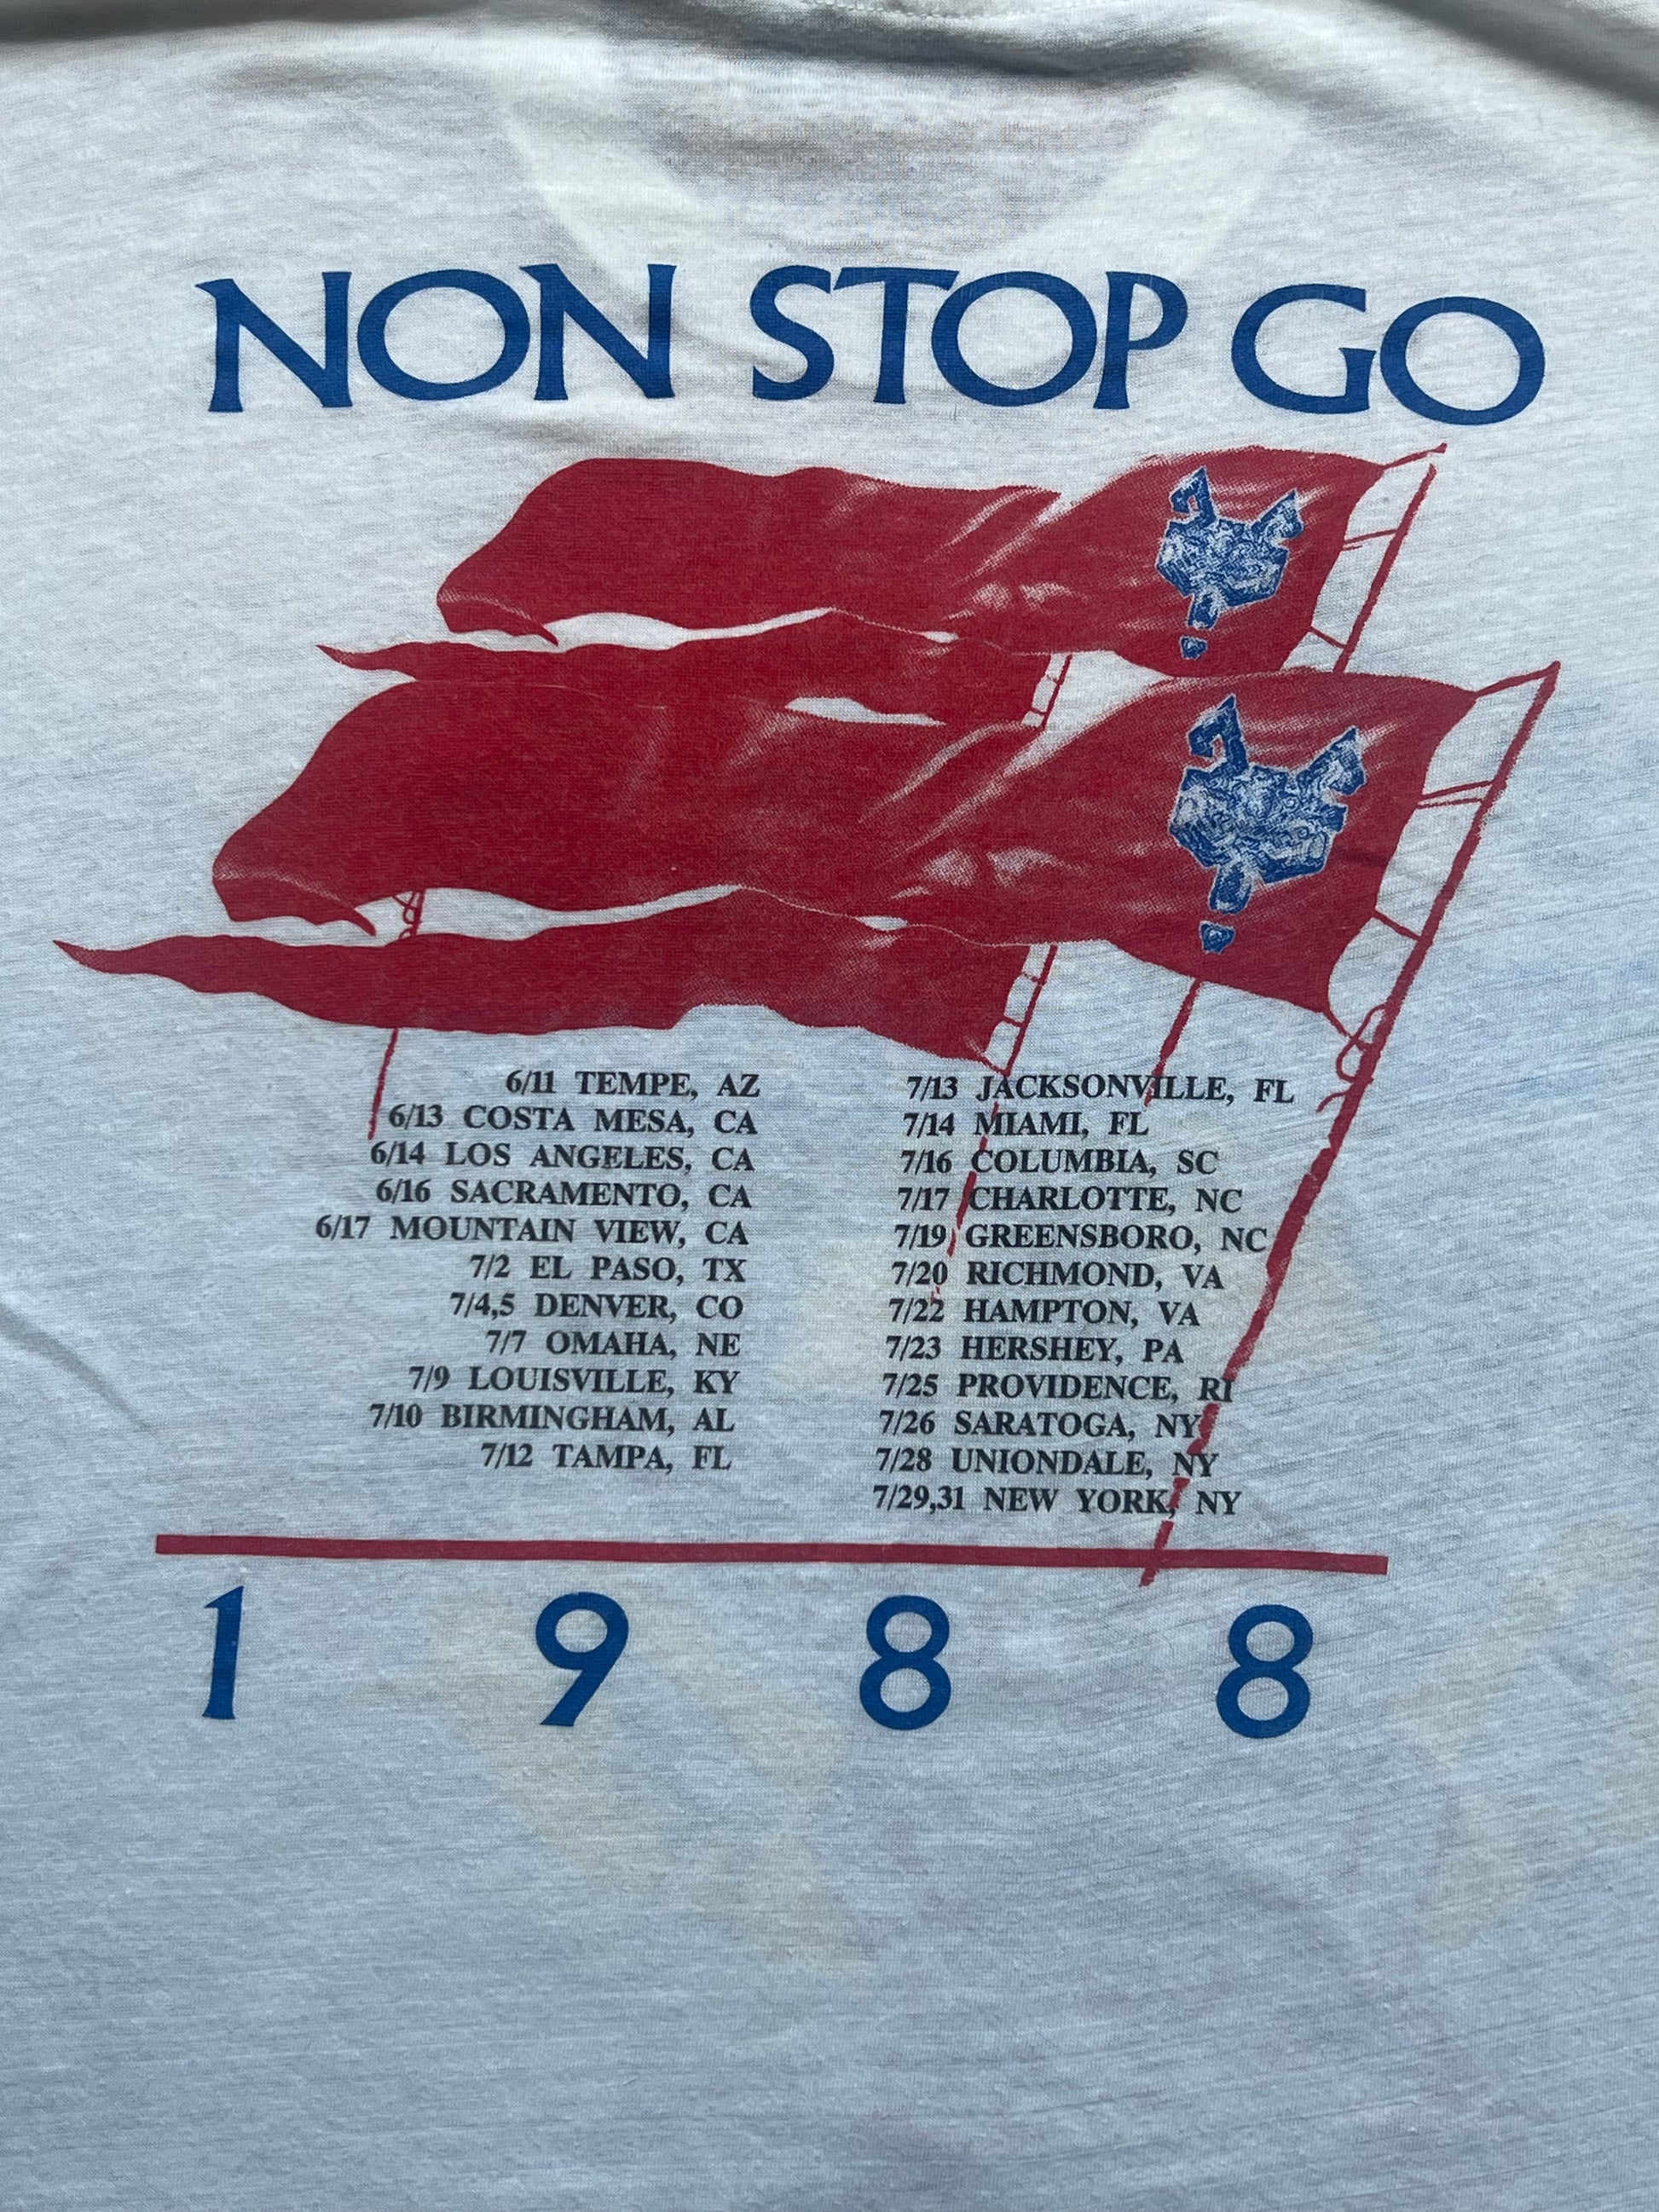 NON STOP GO
6/11 TEMPE, AZ
6/13 COSTA MESA, CA
6/14 LOS ANGELES, CA
6/16 SACRAMENTO, CA
6/17 MOUNTAIN VIEW, CA
7/2 EL PASO, TX
7/4,5 DENVER, CO
7/7 OMAHA, NE
7/9 LOUISVILLE, KY
7/10 BIRMINGHAM, AL
7/12 TAMPA, FL
7/13 JACKSONVILLE, FL
7/14 MIAMI, FL
7/16 COLUMBIA, SC
7/17 CHARLOTTE, NC
7/19 GREENSBORO, NC
7/20 RICHMOND, VA
7/22 HAMPTON, VA
7/23 HERSHEY, PA
7/25 PROVIDENCE, RI
7/26 SARATOGA, NY
7/28 UNIONDALE, NY
7/29,31 NEW YORK, NY
1 9 8 8